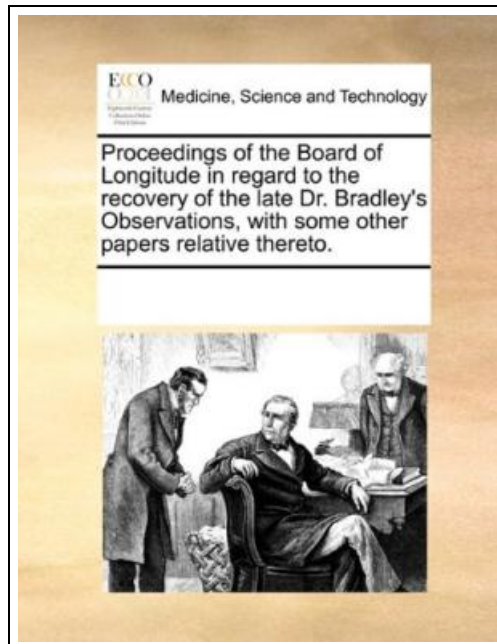 ECCO
Medicine, Science and Technology
Proceedings of the Board of
Longitude in regard to the
recovery of the late Dr. Bradley's
Observations, with some other
papers relative thereto.